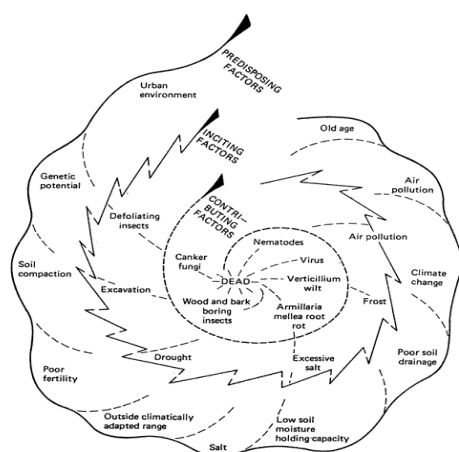 PREDISPOSING
FACTORS
Urban
environment
INCITING
FACTORS
Old age
Genetic
potential
CONTRI–
BUTING
FACTORS
Air
pollution
Defoliating
insects
Nematodes
Air pollution
Canker
fungi
Virus
Soil
compaction
Excavation
DEAD
Verticillium
wilt
Climate
change
Wood and bark
boring
insects
Armillaria
mellea root
rot
Frost
Drought
Excessive
salt
Poor soil
drainage
Poor
fertility
Outside climatically
adapted range
Salt
Low soil
moisture
holding-capacity